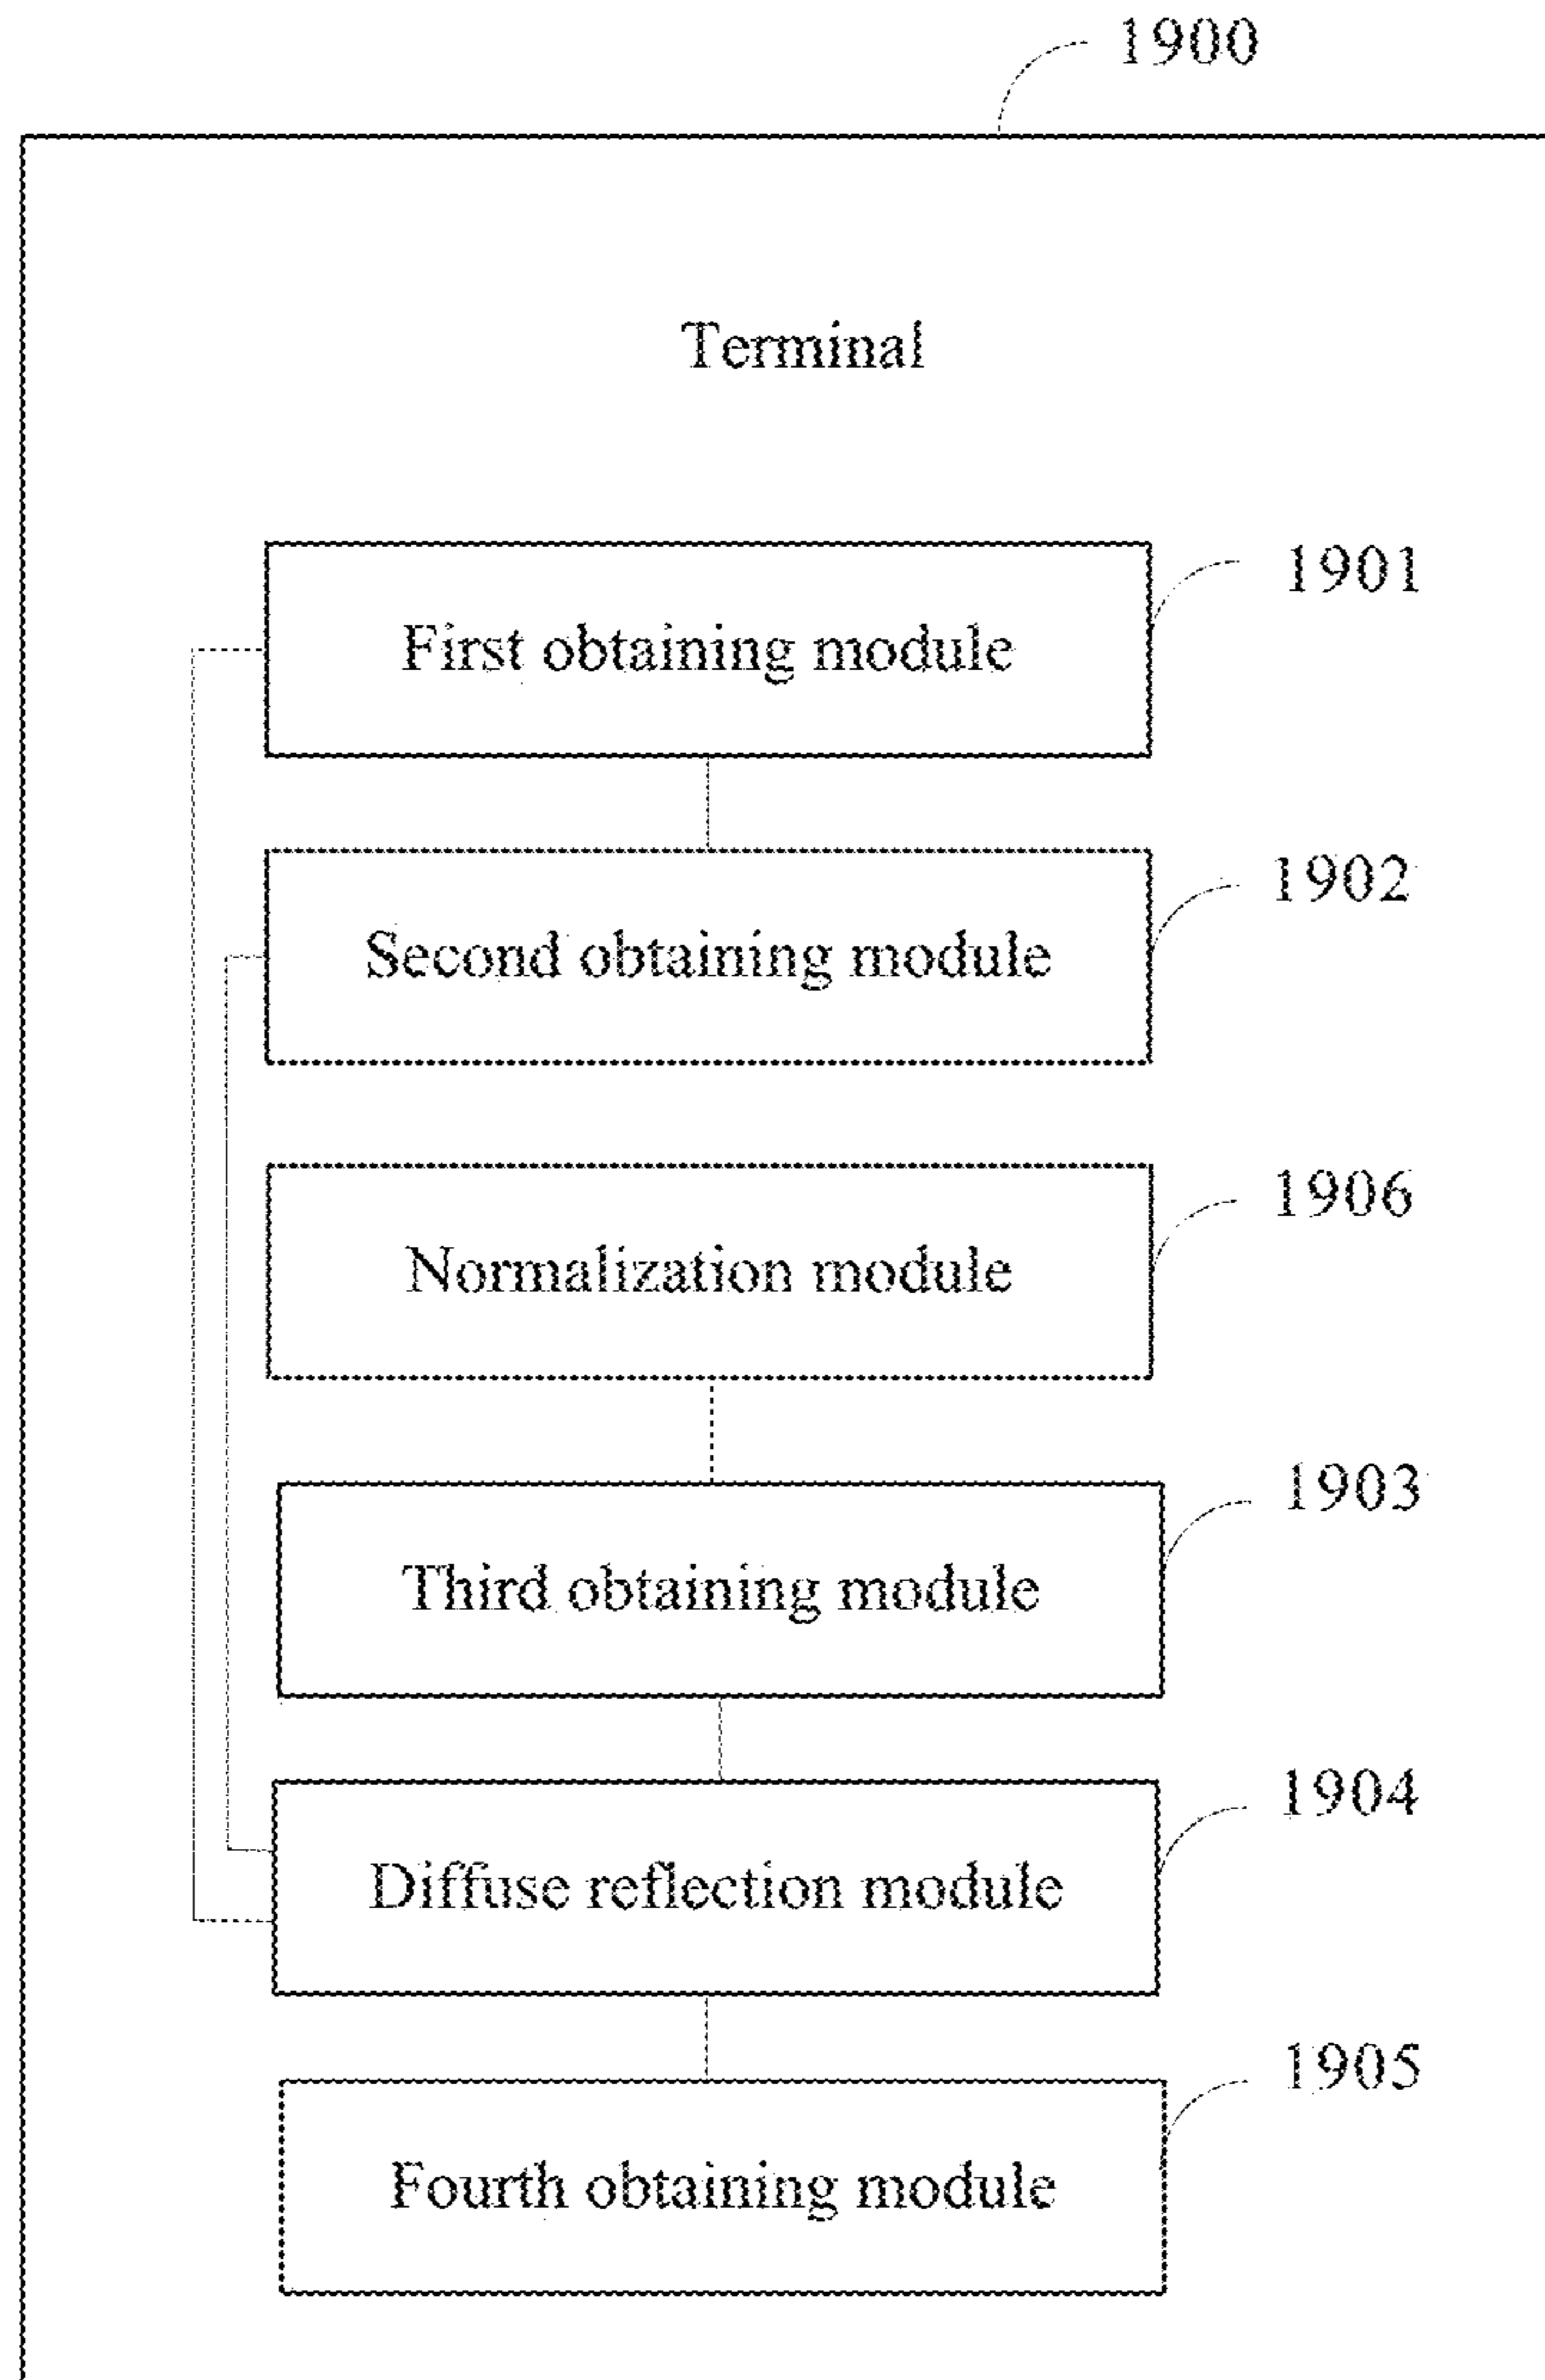 1900
Terminal
1901
First obtaining module
1902
Second obtaining module
1906
Normalization module
1903
Third obtaining module
1904
Diffuse reflection module
1905
Fourth obtaining module